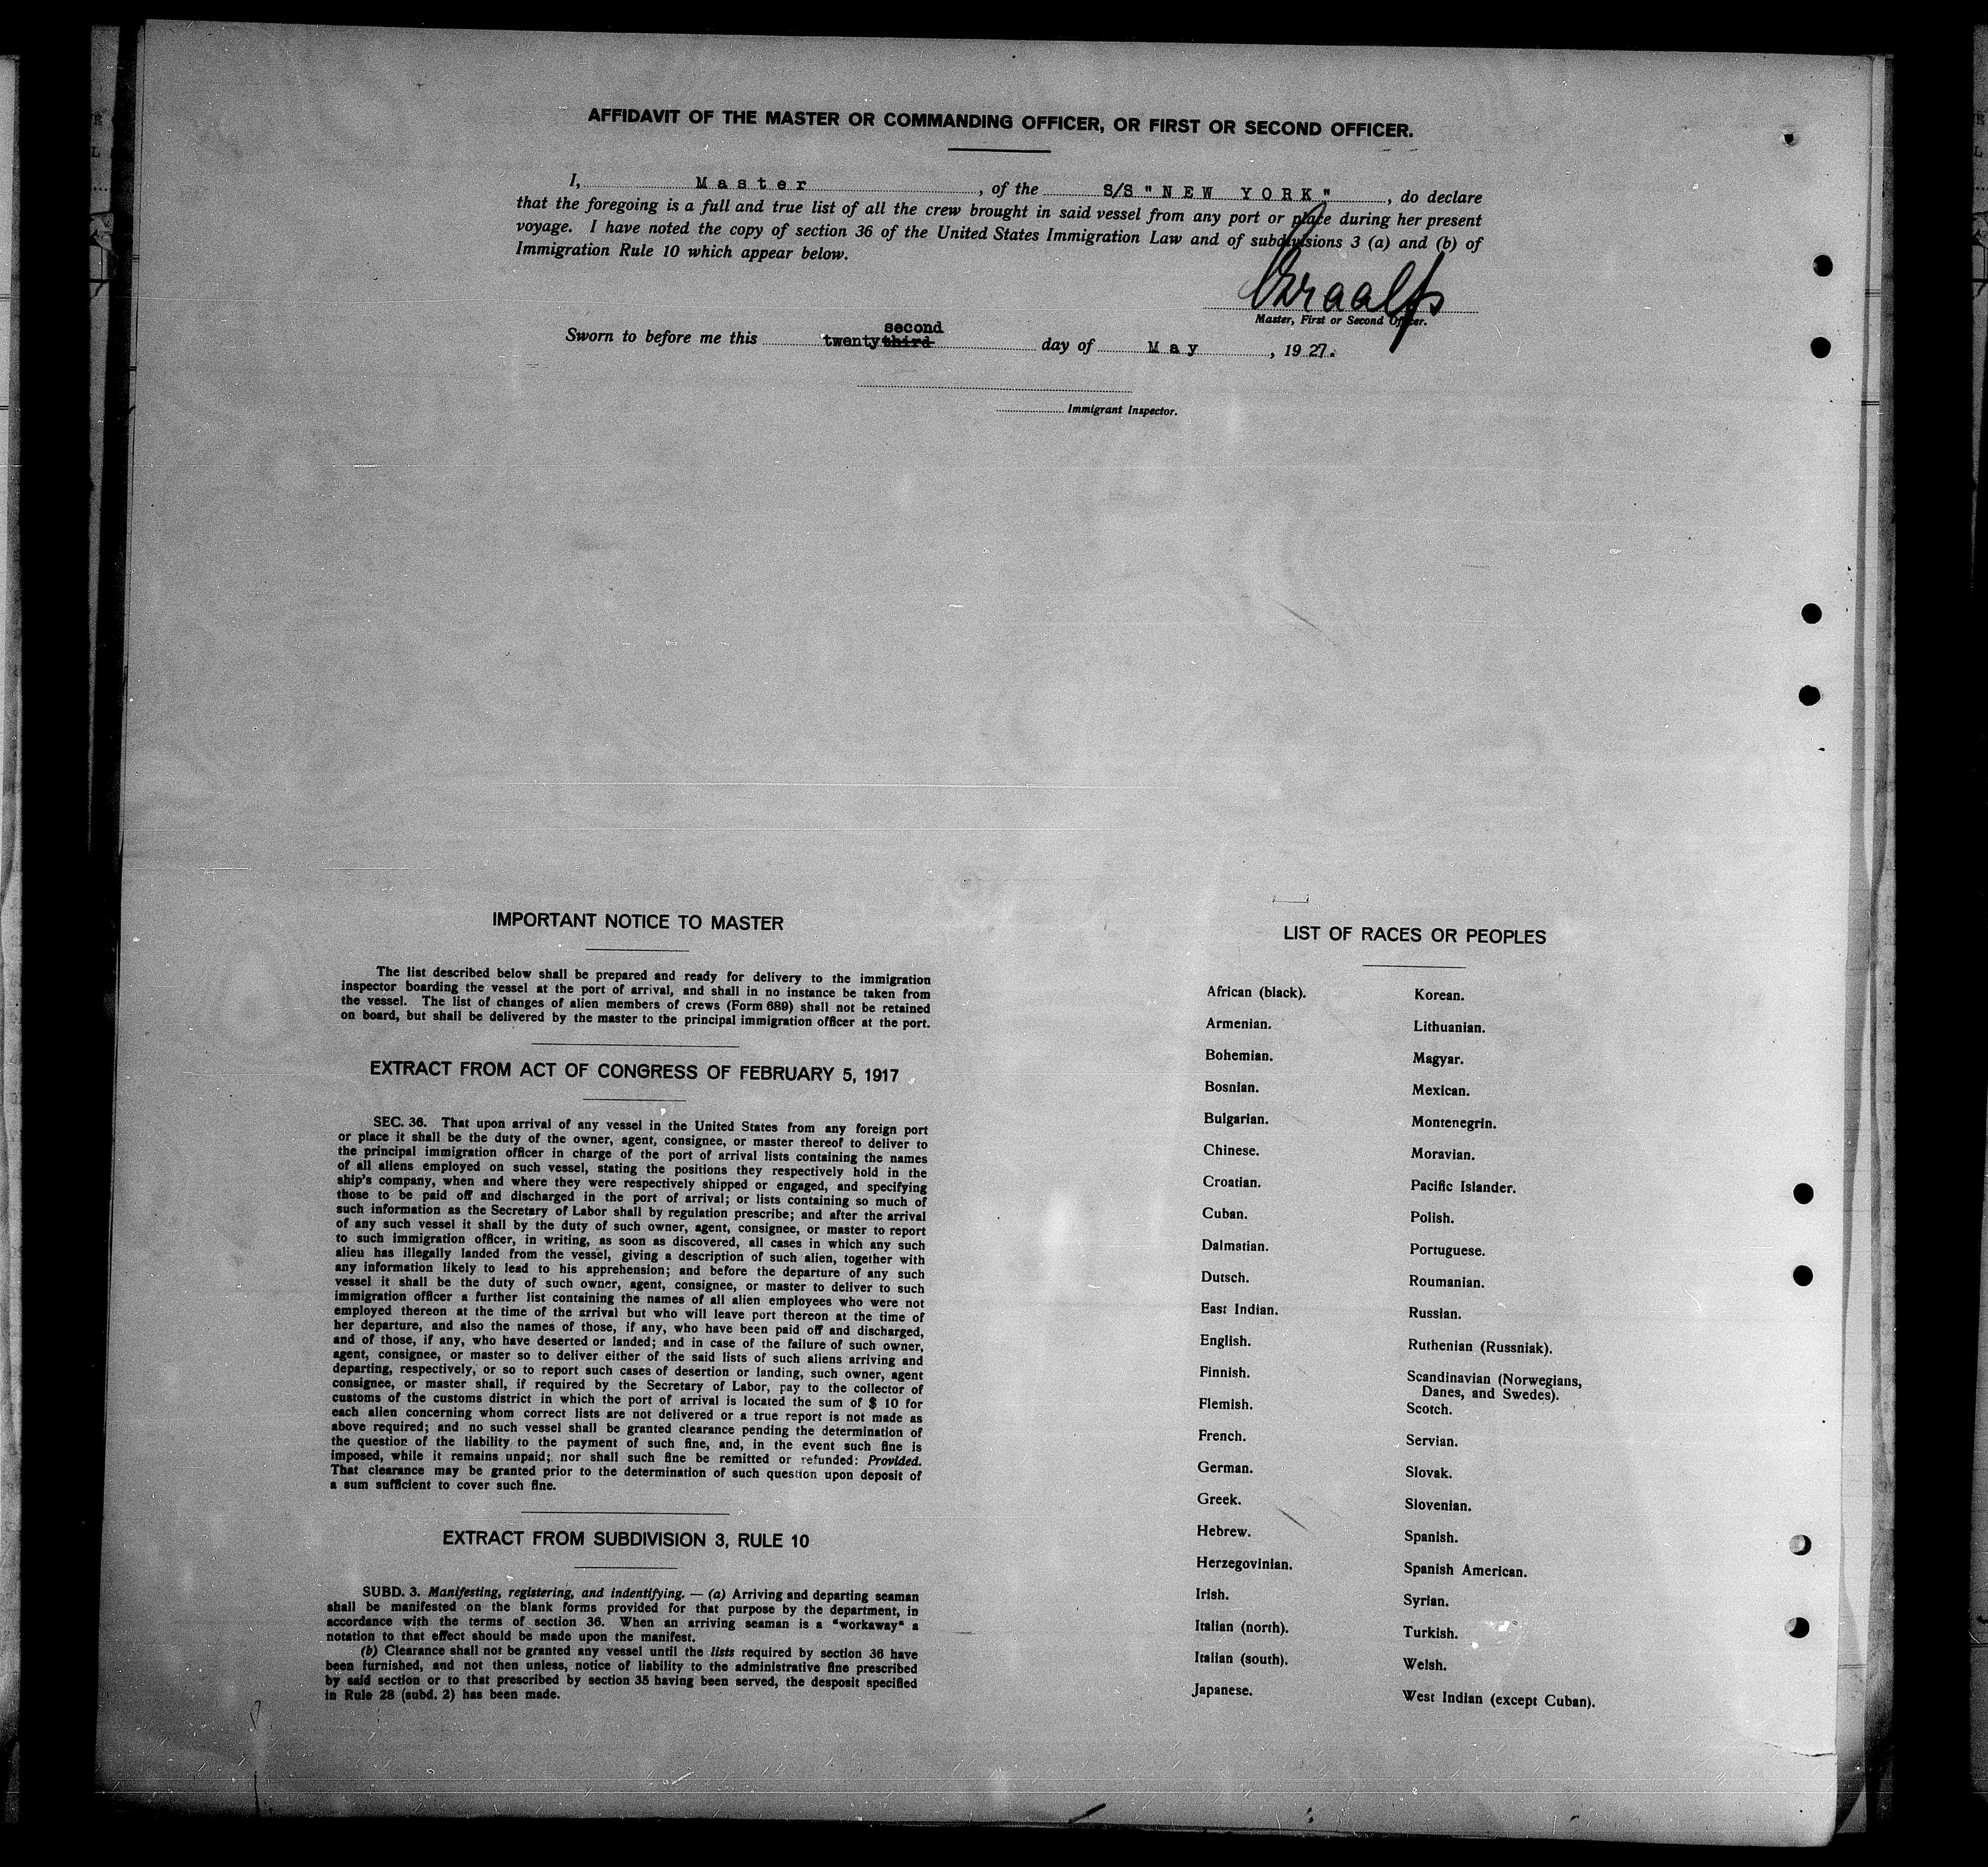 AFFIDAVIT OF THE MASTER OR COMMANDING OFFICER, OR FIRST OR SECOND OFFICER.
I, Master, of the S/S "NEW YORK", do declare
that the foregoing is a full and true list of all the crew brought in said vessel from any port or place during her present
voyage. I have noted the copy of section 36 of the United States Immigration Law and of subdivisions 3 (a) and (b) of
Immigration Rule 10 which appear below.
Master, First or Second Officer.
second
Sworn to before me this twenty third day of May, 1927.
Immigrant Inspector.
IMPORTANT NOTICE TO MASTER
The list described below shall be prepared and ready for delivery to the immigration
inspector boarding the vessel at the port of arrival, and shall in no instance be taken from
the vessel. The list of changes of alien members of crews (Form 689) shall not be retained
on board, but shall be delivered by the master to the principal immigration officer at the port.
EXTRACT FROM ACT OF CONGRESS OF FEBRUARY 5, 1917
SEC. 36. That upon arrival of any vessel in the United States from any foreign port
or place it shall be the duty of the owner, agent, consignee, or master thereof to deliver to
the principal immigration officer in charge of the port of arrival lists containing the names
of all aliens employed on such vessel, stating the positions they respectively hold in the
ship's company, when and where they were respectively shipped or engaged, and specifying
those to be paid off and discharged in the port of arrival; or lists containing so much of
such information as the Secretary of Labor shall by regulation prescribe; and after the arrival
of any such vessel it shall by the duty of such owner, agent, consignee, or master to report
to such immigration officer, in writing, as soon as discovered, all cases in which any such
alieu has illegally landed from the vessel, giving a description of such alien, together with
any information likely to lead to his apprehension; and before the departure of any such
vessel it shall be the duty of such owner, agent, consignee, or master to deliver to such
immigration officer a further list containing the names of all alien employees who were not
employed thereon at the time of the arrival but who will leave port thereon at the time of
her departure, and also the names of those, if any, who have been paid off and discharged,
and of those, if any, who have deserted or landed; and in case of the failure of such owner,
agent, consignee, or master so to deliver either of the said lists of such aliens arriving and
departing, respectively, or so to report such cases of desertion or landing, such owner, agent
consignee, or master shall, if required by the Secretary of Labor, pay to the collector of
customs of the customs district in which the port of arrival is located the sum of $ 10 for
each alien concerning whom correct lists are not delivered or a true report is not made as
above required; and no such vessel shall be granted clearance pending the determination of
the question of the liability to the payment of such fine, and, in the event such fine is
imposed, while it remains unpaid; nor shall such fine be remitted or refunded: Provided.
That clearance may be granted prior to the determination of such question upon deposit of
a sum sufficient to cover such fine.
EXTRACT FROM SUBDIVISION 3, RULE 10
SUBD. 3. Manifesting, registering, and indentifying. — (a) Arriving and departing seaman
shall be manifested on the blank forms provided for that purpose by the department, in
accordance with the terms of section 36. When an arriving seaman is a "workaway" a
notation to that effect should be made upon the manifest.
(b) Clearance shall not be granted any vessel until the lists required by section 36 have
been furnished, and not then unless, notice of liability to the administrative fine prescribed
by said section or to that prescribed by section 35 having been served, the desposit specified
in Rule 28 (subd. 2) has been made.
LIST OF RACES OR PEOPLES
African (black).
Armenian.
Bohemian.
Bosnian.
Bulgarian.
Chinese.
Croatian.
Cuban.
Dalmatian.
Dutsch.
East Indian.
English.
Finnish.
Flemish.
French.
German.
Greek.
Hebrew.
Herzegovinian.
Irish.
Italian (north).
Italian (south).
Japanese.
Korean.
Lithuanian.
Magyar.
Mexican.
Montenegrin.
Moravian.
Pacific Islander.
Polish.
Portuguese.
Roumanian.
Russian.
Ruthenian (Russniak).
Scandinavian (Norwegians,
Danes, and Swedes).
Scotch.
Servian.
Slovak.
Slovenian.
Spanish.
Spanish American.
Syrian.
Turkish.
Welsh.
West Indian (except Cuban).